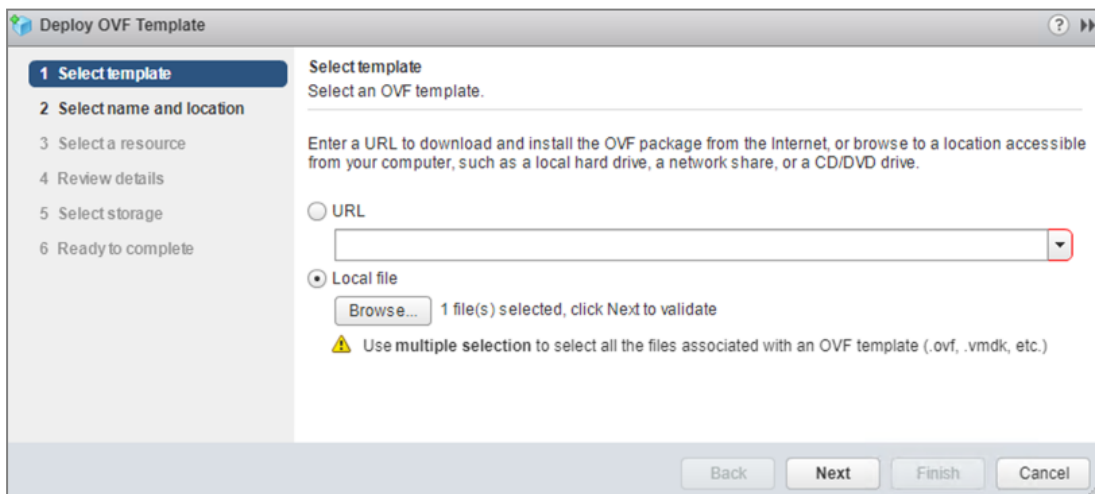 Deploy OVF Template
?
1 Select template
2 Select name and location
3 Select a resource
4 Review details
5 Select storage
6 Ready to complete
Select template
Select an OVF template.
Enter a URL to download and install the OVF package from the Internet, or browse to a location accessible
from your computer, such as a local hard drive, a network share, or a CD/DVD drive.
URL
Local file
Browse... 1 file(s) selected, click Next to validate
Use multiple selection to select all the files associated with an OVF template (.ovf, .vmdk, etc.)
Back Next Finish Cancel